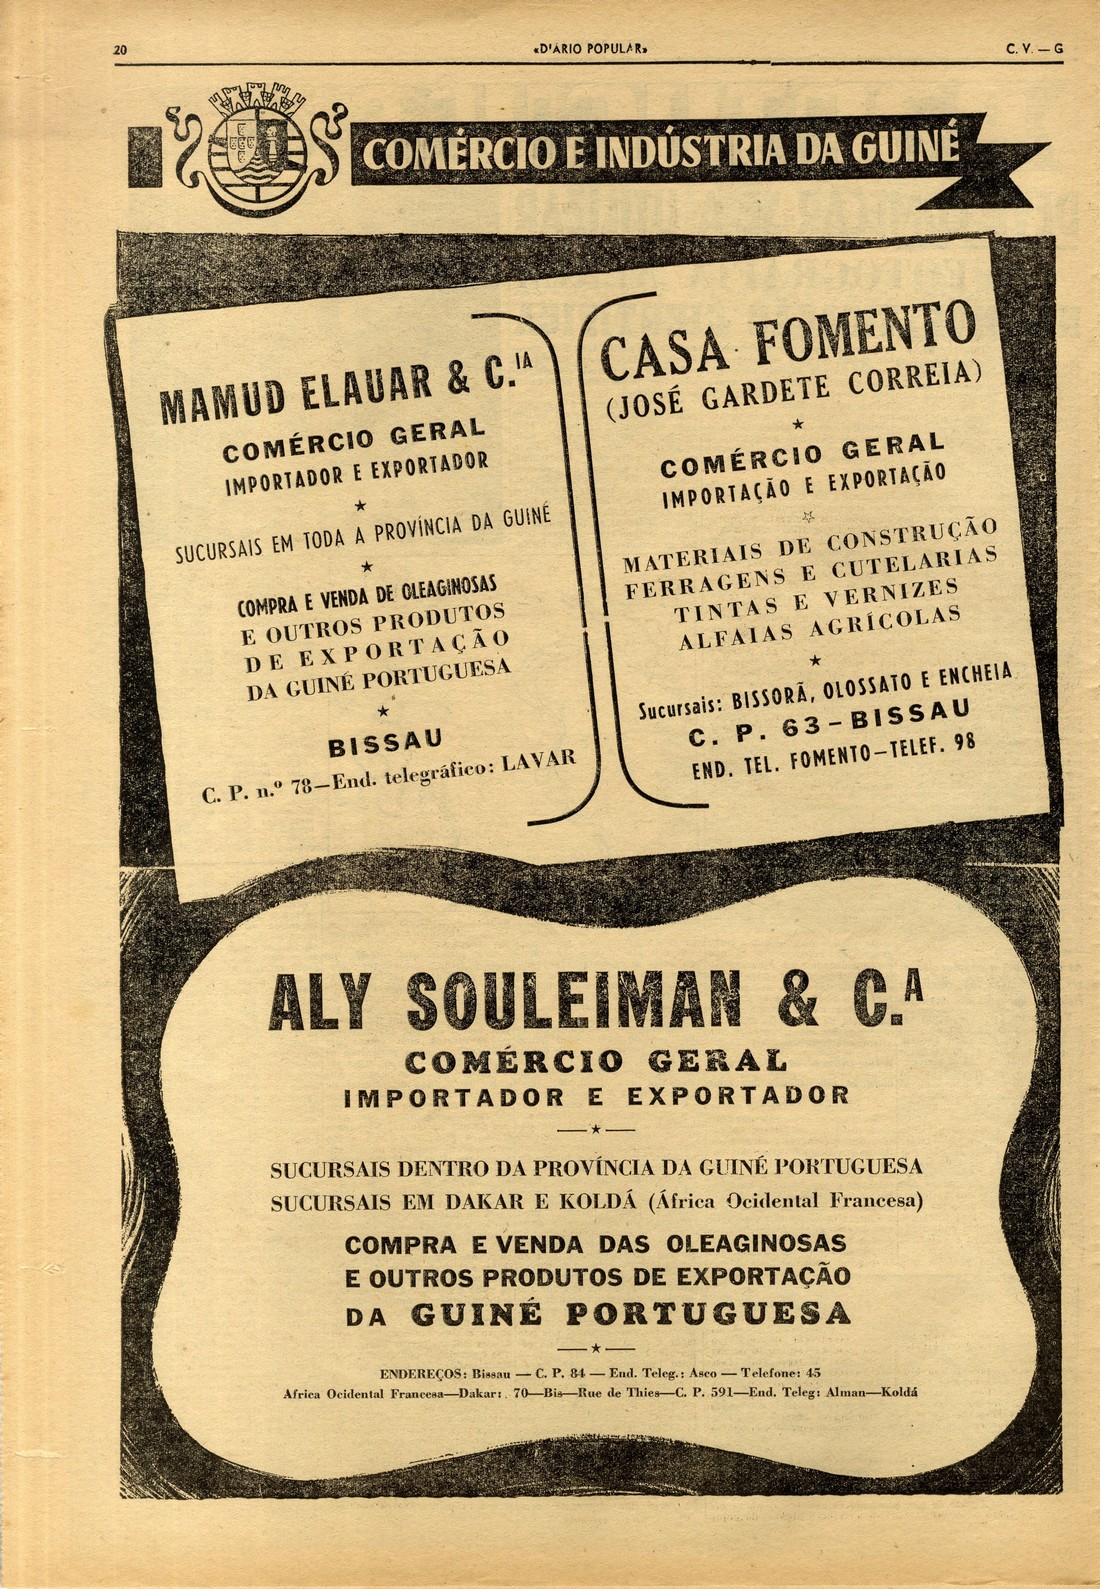 20
«DIÁRIO POPULAR»
C. V. — G
COMÉRCIO E INDÚSTRIA DA GUINÉ
MAMUD ELAUAR & C.IA
COMÉRCIO GERAL
IMPORTADOR E EXPORTADOR
SUCURSAIS EM TODA A PROVÍNCIA DA GUINÉ
COMPRA E VENDA DE OLEAGINOSAS
E OUTROS PRODUTOS
DE EXPORTAÇÃO
DA GUINÉ PORTUGUESA
BISSAU
C. P. n.º 78—End. telegráfico: LAVAR
CASA FOMENTO
(JOSÉ GARDETE CORREIA)
COMÉRCIO GERAL
IMPORTAÇÃO E EXPORTAÇÃO
MATERIAIS DE CONSTRUÇÃO
FERRAGENS E CUTELARIAS
TINTAS E VERNIZES
ALFAIAS AGRÍCOLAS
Sucursais: BISSORÃ, OLOSSATO E ENCHEIA
C. P. 63–BISSAU
END. TEL. FOMENTO—TELEF. 98
ALY SOULEIMAN & C.A
COMÉRCIO GERAL
IMPORTADOR E EXPORTADOR
SUCURSAIS DENTRO DA PROVÍNCIA DA GUINÉ PORTUGUESA
SUCURSAIS EM DAKAR E KOLDÁ (África Ocidental Francesa)
COMPRA E VENDA DAS OLEAGINOSAS
E OUTROS PRODUTOS DE EXPORTAÇÃO
DA GUINÉ PORTUGUESA
ENDEREÇOS: Bissau — C. P. 84 — End. Teleg.: Asco — Telefone: 45
Africa Ocidental Francesa—Dakar: 70—Bis—Rue de Thies—C. P. 591—End. Teleg: Alman—Koldá